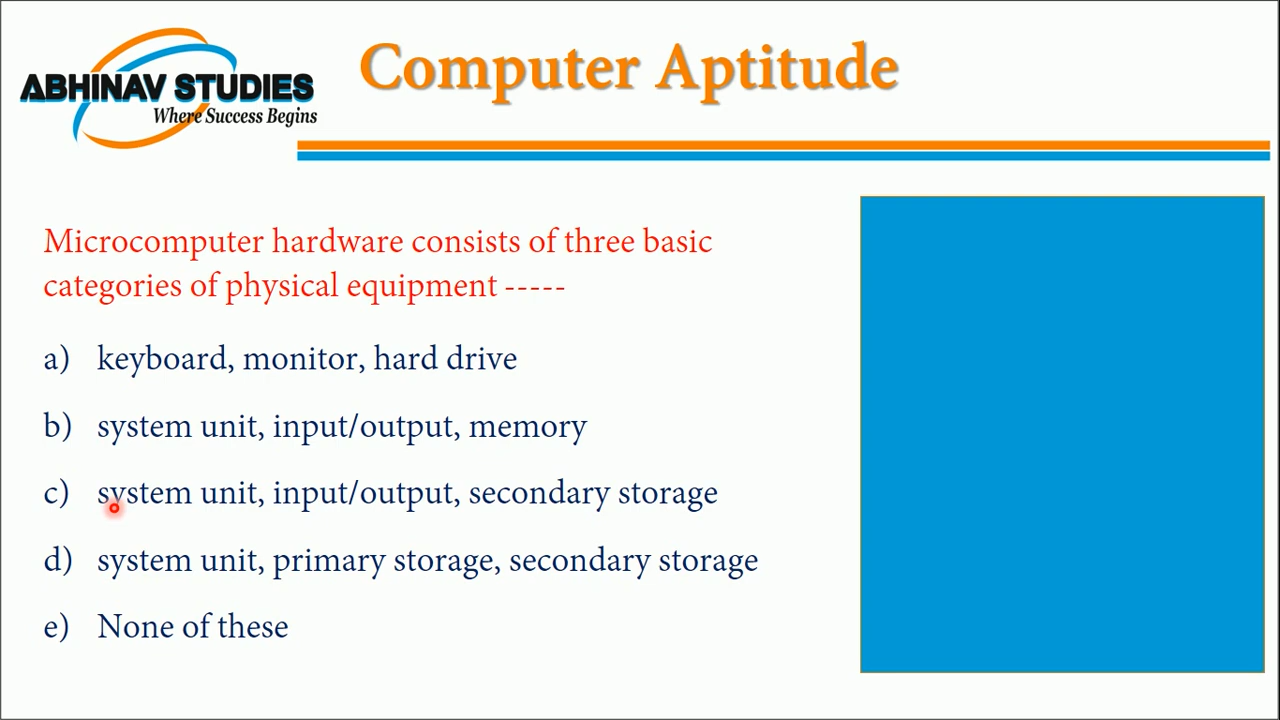 ABHINAV STUDIES
Where Success Begins
Computer Aptitude
Microcomputer hardware consists of three basic
categories of physical equipment -----
a) keyboard, monitor, hard drive
b) system unit, input/output, memory
c) system unit, input/output, secondary storage
d) system unit, primary storage, secondary storage
e) None of these